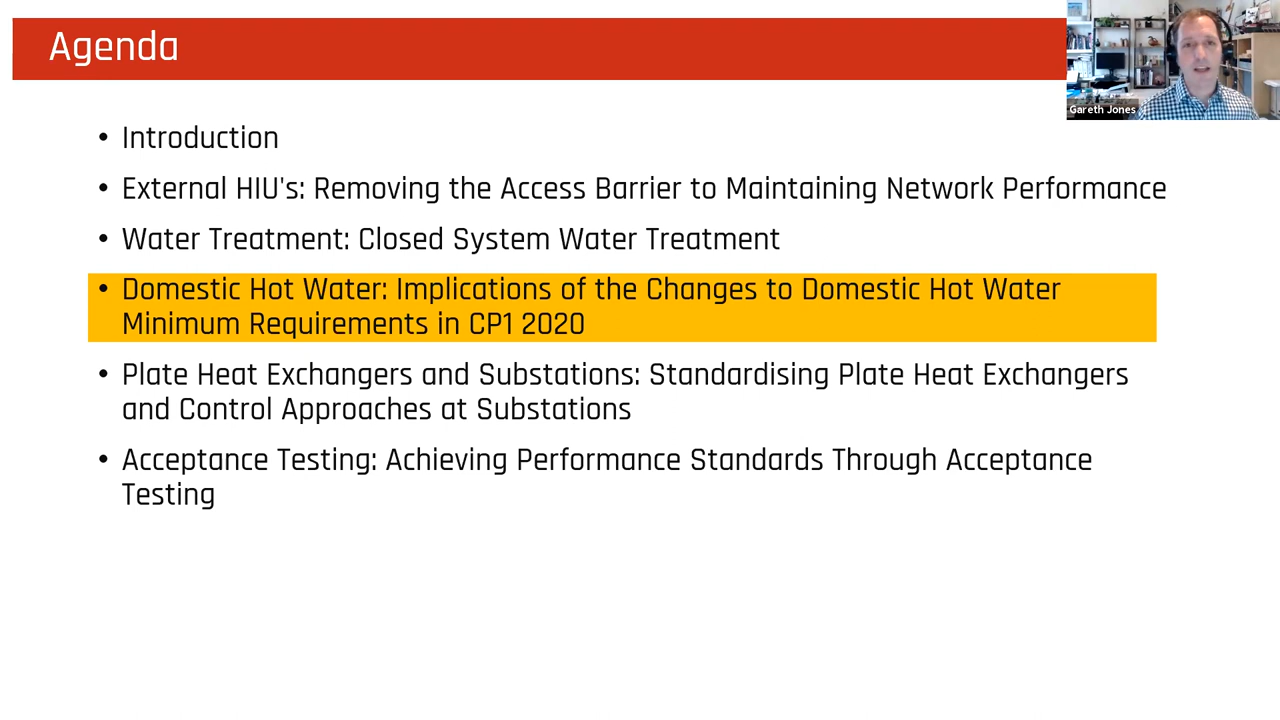 Agenda
Gareth Jones
• Introduction
• External HIU's: Removing the Access Barrier to Maintaining Network Performance
• Water Treatment: Closed System Water Treatment
• Domestic Hot Water: Implications of the Changes to Domestic Hot Water
Minimum Requirements in CP1 2020
• Plate Heat Exchangers and Substations: Standardising Plate Heat Exchangers
and Control Approaches at Substations
• Acceptance Testing: Achieving Performance Standards Through Acceptance
Testing